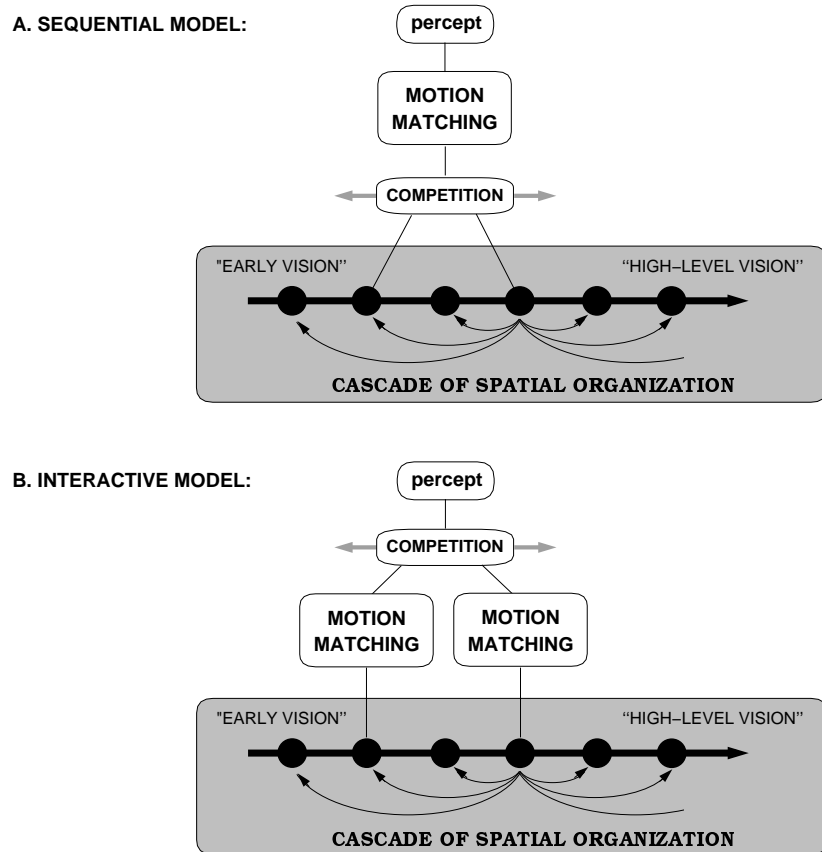 A. SEQUENTIAL MODEL:
percept
MOTION
MATCHING
COMPETITION
"EARLY VISION’’
‘‘HIGH−LEVEL VISION’’
CASCADE OF SPATIAL ORGANIZATION
B. INTERACTIVE MODEL:
percept
COMPETITION
MOTION
MATCHING
MOTION
MATCHING
"EARLY VISION’’
‘‘HIGH−LEVEL VISION’’
CASCADE OF SPATIAL ORGANIZATION